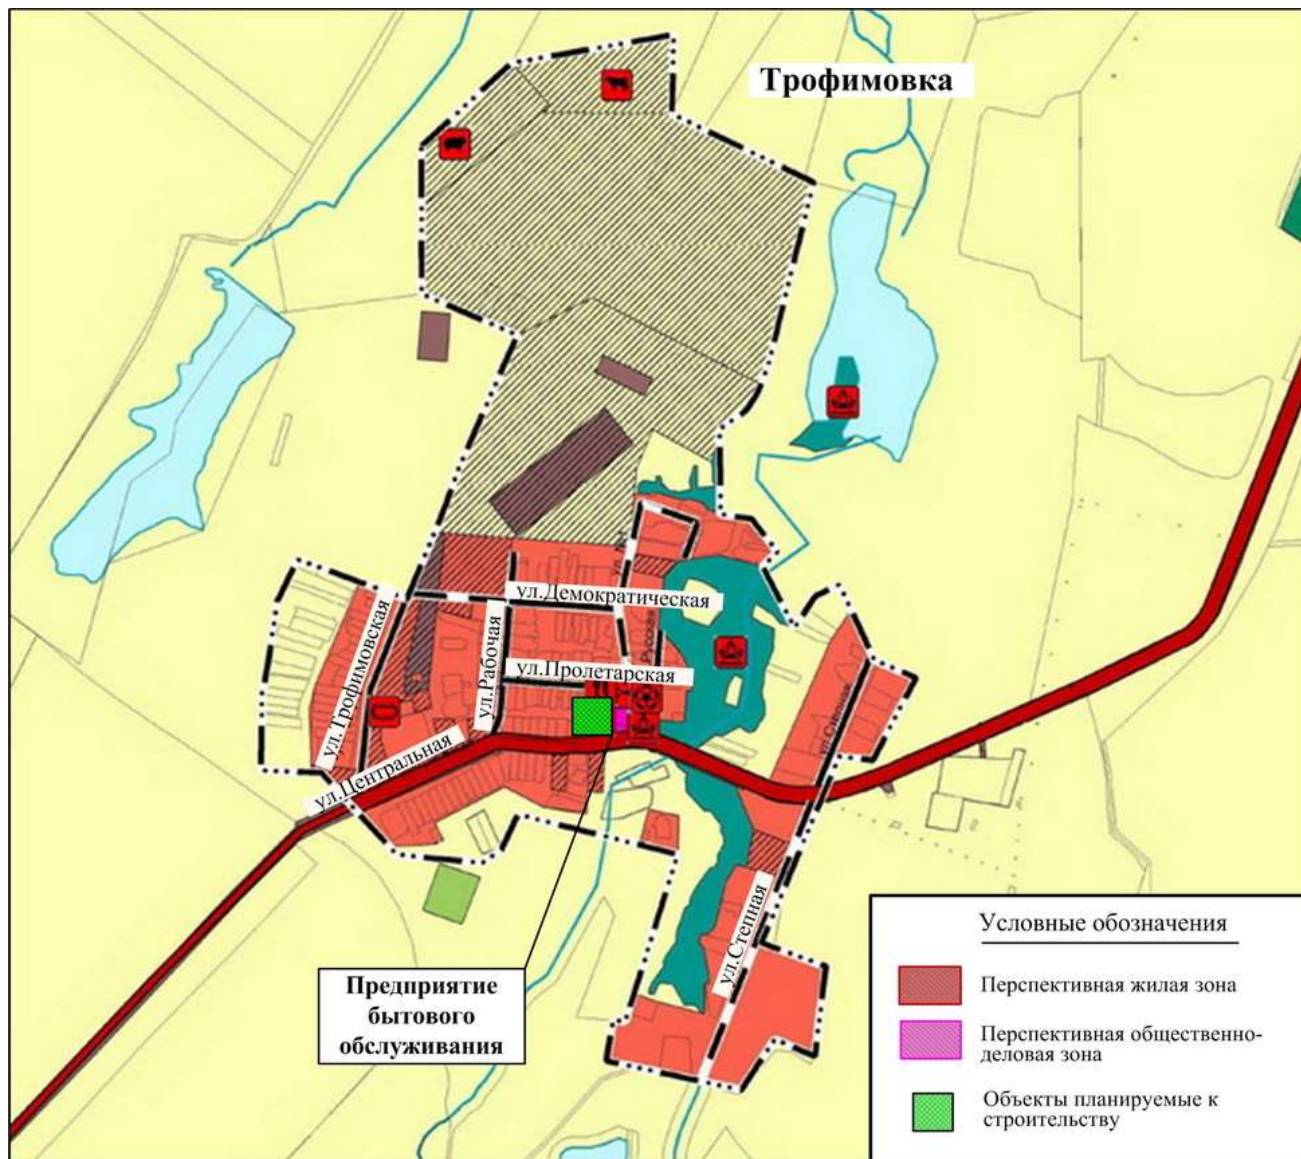 Трофимовка
ул.Демократическая
ул.Трофимовская
ул.Рабочая
ул.Пролетарская
ул.Центральная
ул.Степная
Предприятие
бытового
обслуживания
Условные обозначения
Перспективная жилая зона
Перспективная общественно-
деловая зона
Объекты планируемые к
строительству